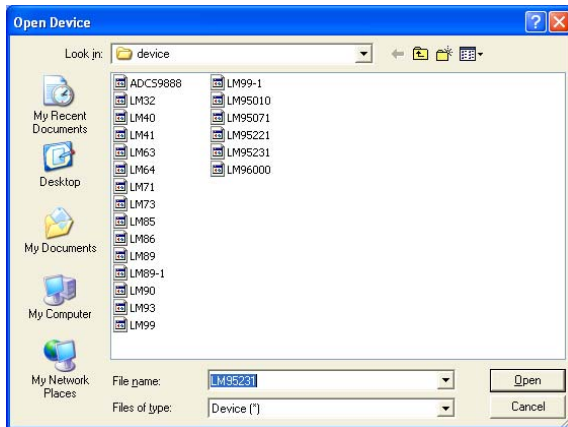 Open Device
Look in: device
My Recent Documents
Desktop
My Documents
My Computer
My Network Places
ADCS9888
LM32
LM40
LM41
LM63
LM64
LM71
LM73
LM85
LM86
LM89
LM89-1
LM90
LM93
LM99
LM99-1
LM95010
LM95071
LM95221
LM95231
LM96000
File name: LM95231
Open
Files of type: Device (*)
Cancel